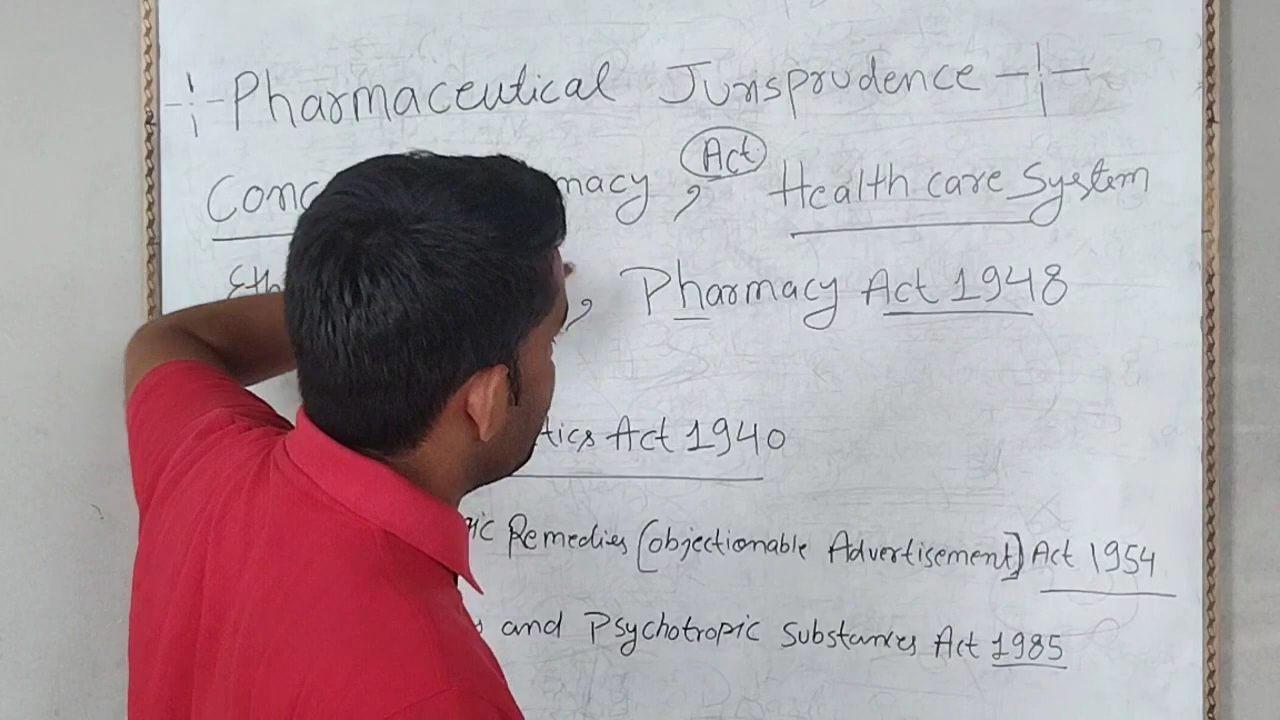 -:- Pharmaceutical Jurisprudence -:-
Act
Conc macy , Health care System
Eth , Pharmacy Act 1948
tics Act 1940
ic Remedies [objectionable Advertisement] Act 1954
s and Psychotropic Substances Act 1985